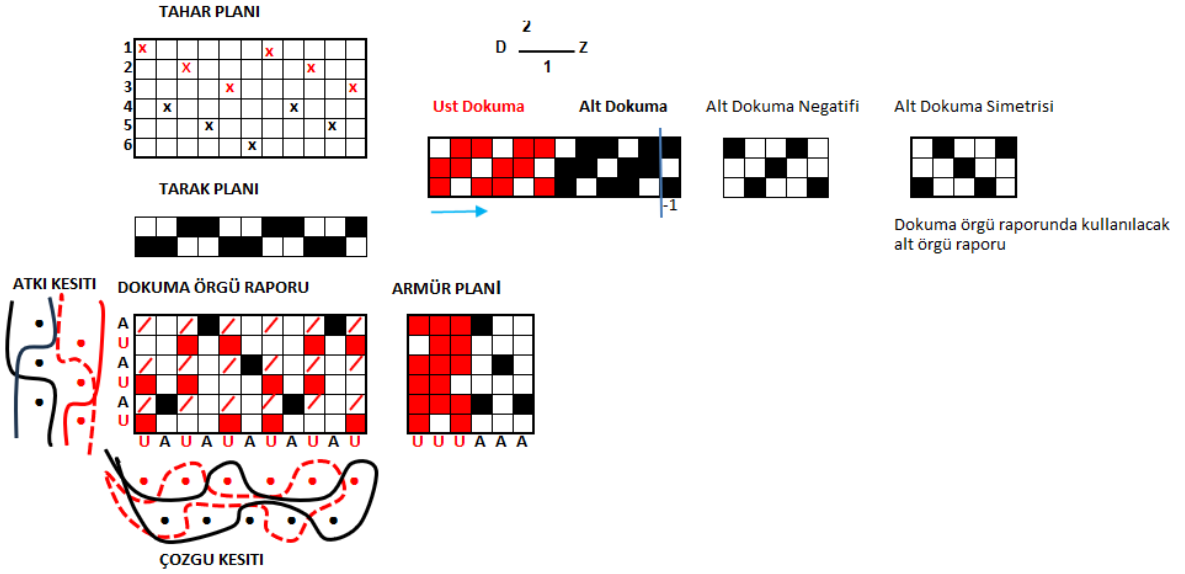 TAHAR PLANI
1 x x
2 x x
3 x x
4 x x
5 x x
6 x
2
D Z
1
Ust Dokuma Alt Dokuma Alt Dokuma Negatifi Alt Dokuma Simetrisi
-1
TARAK PLANI
Dokuma örgü raporunda kullanılacak
alt örgü raporu
ATKI KESITI DOKUMA ÖRGÜ RAPORU ARMÜR PLANİ
A
U
A
U
A
U
U A U A U A U A U A U U U U A A A
ÇOZGU KESITI